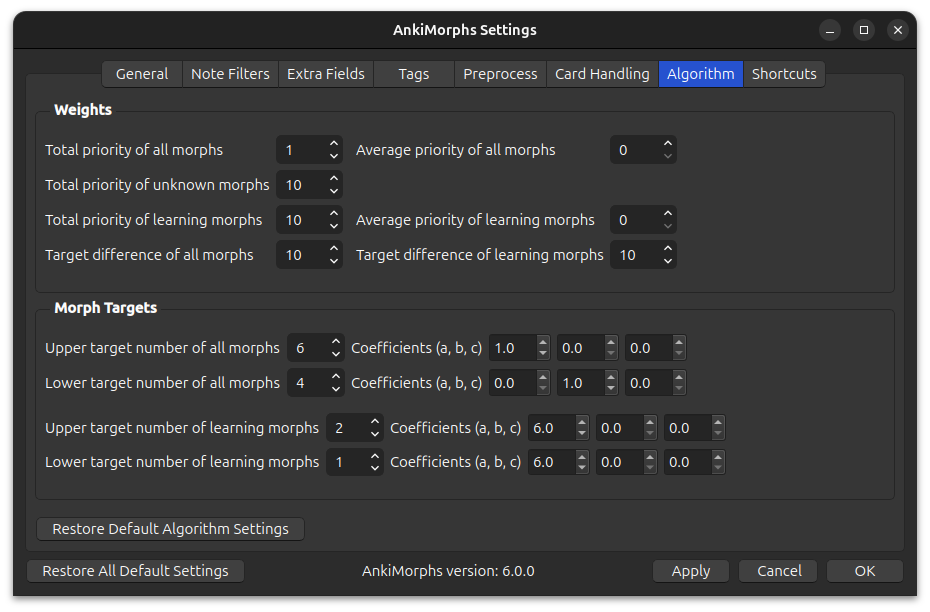 AnkiMorphs Settings
General Note Filters Extra Fields Tags Preprocess Card Handling Algorithm Shortcuts
Weights
Total priority of all morphs 1 Average priority of all morphs 0
Total priority of unknown morphs 10
Total priority of learning morphs 10 Average priority of learning morphs 0
Target difference of all morphs 10 Target difference of learning morphs 10
Morph Targets
Upper target number of all morphs 6 Coefficients (a, b, c) 1.0 0.0 0.0
Lower target number of all morphs 4 Coefficients (a, b, c) 0.0 1.0 0.0
Upper target number of learning morphs 2 Coefficients (a, b, c) 6.0 0.0 0.0
Lower target number of learning morphs 1 Coefficients (a, b, c) 6.0 0.0 0.0
Restore Default Algorithm Settings
Restore All Default Settings AnkiMorphs version: 6.0.0 Apply Cancel OK